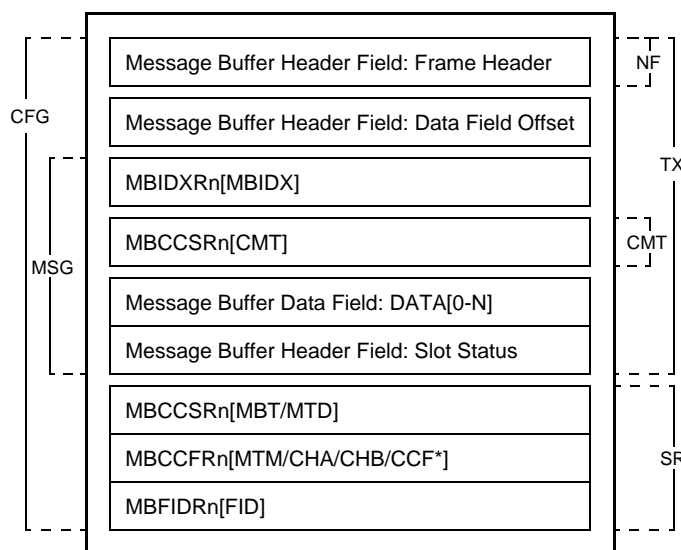 Message Buffer Header Field: Frame Header
NF
CFG
Message Buffer Header Field: Data Field Offset
TX
MBIDXRn[MBIDX]
MBCCSRn[CMT]
CMT
MSG
Message Buffer Data Field: DATA[0-N]
Message Buffer Header Field: Slot Status
MBCCSRn[MBT/MTD]
MBCCFRn[MTM/CHA/CHB/CCF*]
SR
MBFIDRn[FID]